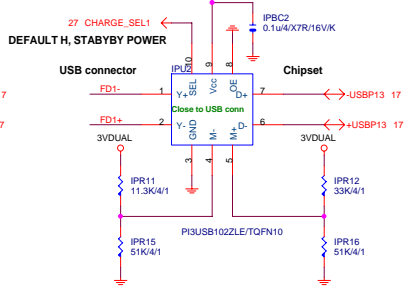 27 CHARGE_SEL1
IPBC2
0.1u/4/X7R/16V/K
DEFAULT H, STABYBY POWER
USB connector
IPU2
Chipset
10
9
8
SEL
Vcc
OE
7
FD1-
1
Y+
D+
7
-USBP13 17
Close to USB conn
7
FD1+
2
Y-
D-
6
+USBP13 17
GND
M-
M+
3
4
5
3VDUAL
3VDUAL
IPR11
11.3K/4/1
IPR12
33K/4/1
IPR15
51K/4/1
PI3USB102ZLE/TQFN10
IPR16
51K/4/1